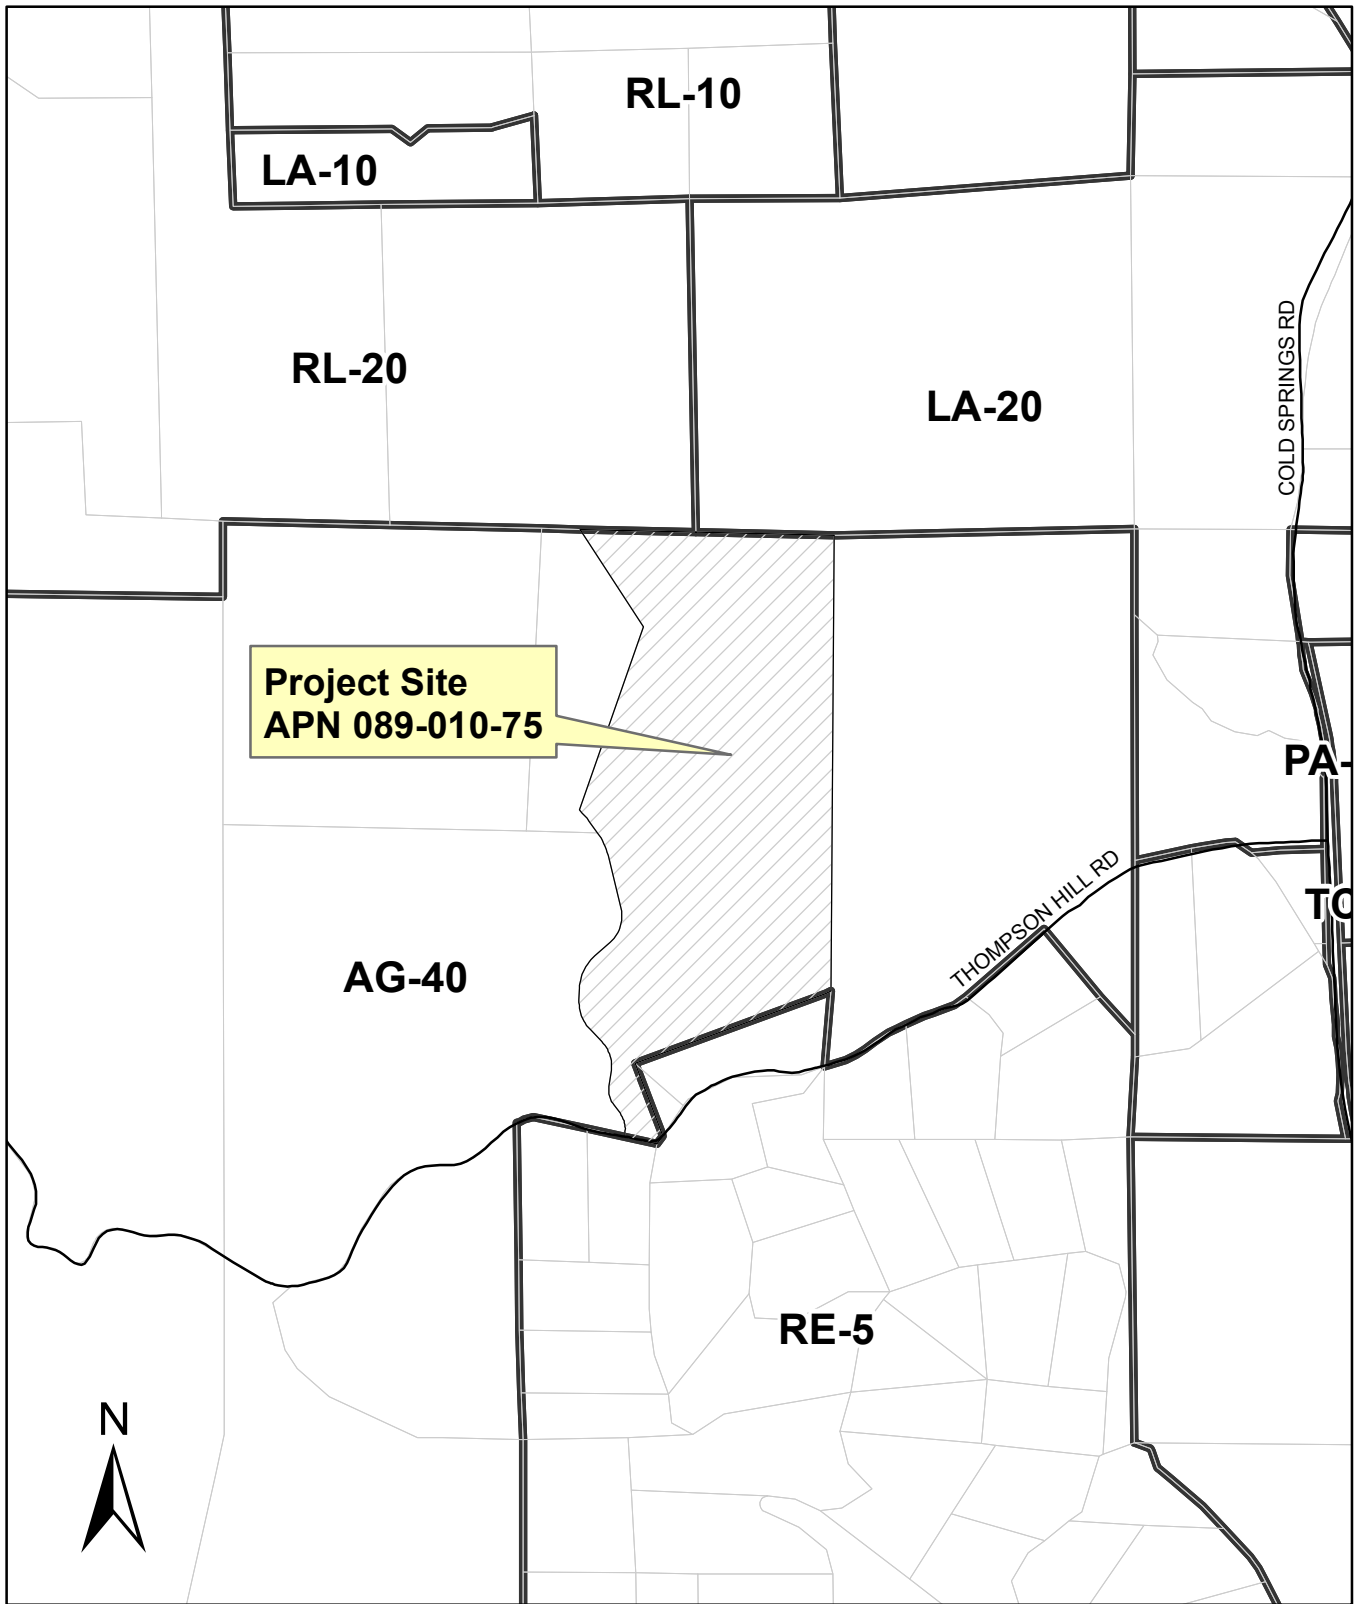 RL-10
LA-10
RL-20
LA-20
COLD SPRINGS RD
Project Site
APN 089-010-75
PA-
THOMPSON HILL RD
AG-40
RE-5
N